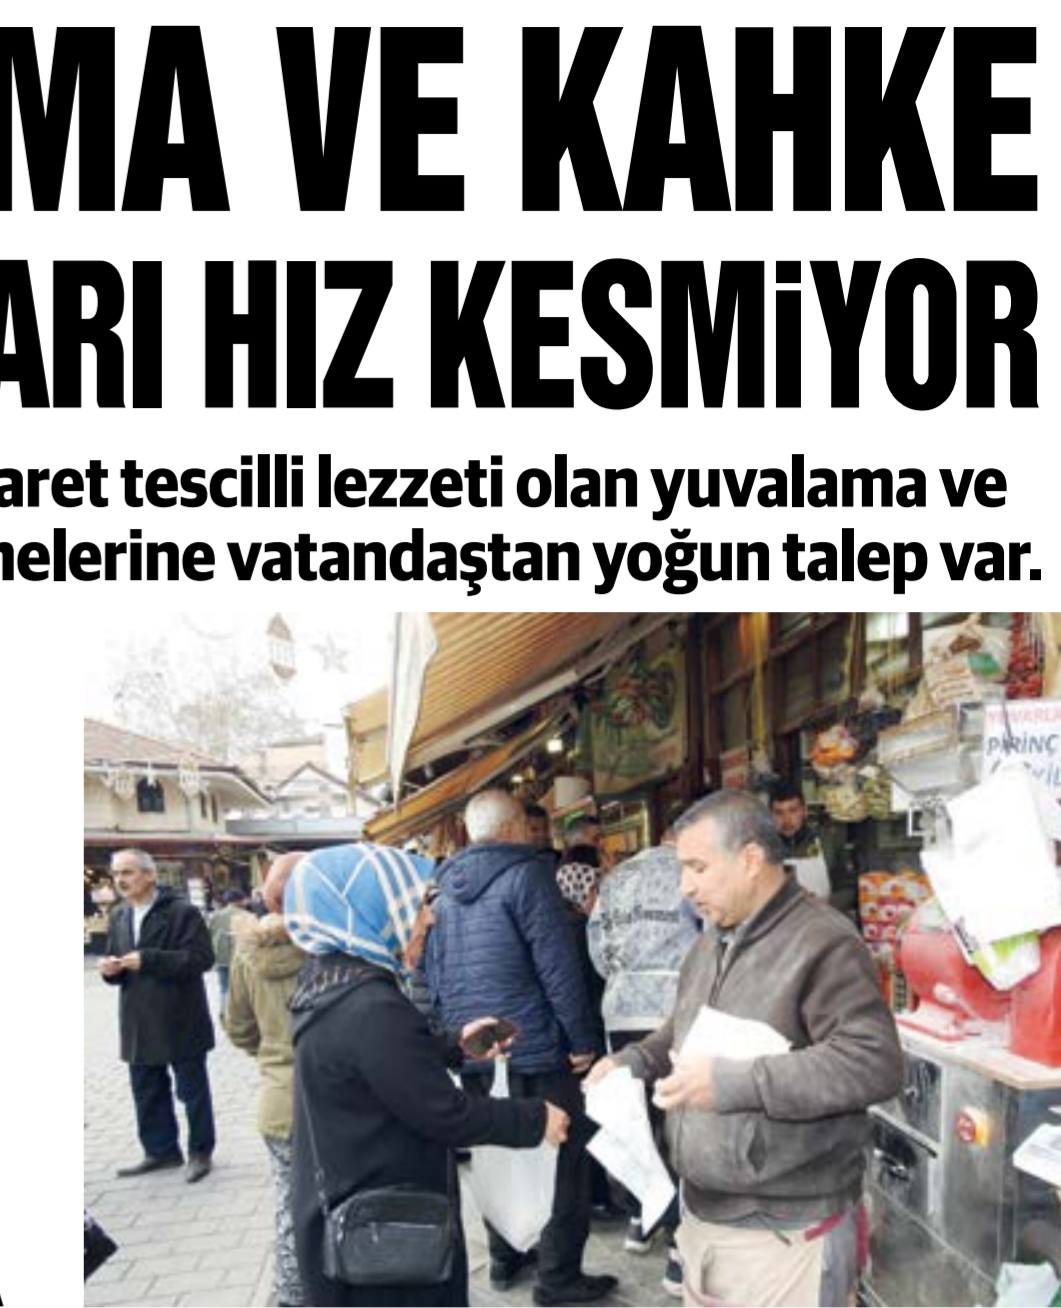 MA VE KAHKE
ARI HIZ KESMİYOR
aret tescilli lezzeti olan yuvalama ve
nelerine vatandaştan yoğun talep var.
PİRİNÇ